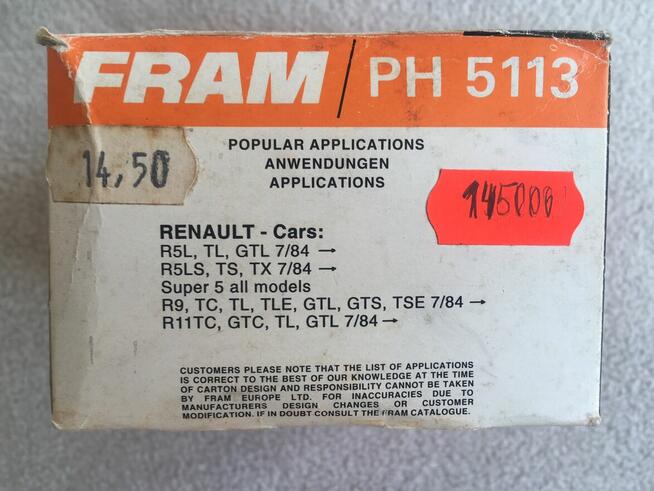 FRAM / PH 5113
14,50
POPULAR APPLICATIONS
ANWENDUNGEN
APPLICATIONS
145000
RENAULT - Cars:
R5L, TL, GTL 7/84 →
R5LS, TS, TX 7/84 →
Super 5 all models
R9, TC, TL, TLE, GTL, GTS, TSE 7/84 →
R11TC, GTC, TL, GTL 7/84 →
CUSTOMERS PLEASE NOTE THAT THE LIST OF APPLICATIONS
IS CORRECT TO THE BEST OF OUR KNOWLEDGE AT THE TIME
OF CARTON DESIGN AND RESPONSIBILITY CANNOT BE TAKEN
BY FRAM EUROPE LTD. FOR INACCURACIES DUE TO
MANUFACTURERS DESIGN CHANGES OR CUSTOMER
MODIFICATION. IF IN DOUBT CONSULT THE FRAM CATALOGUE.